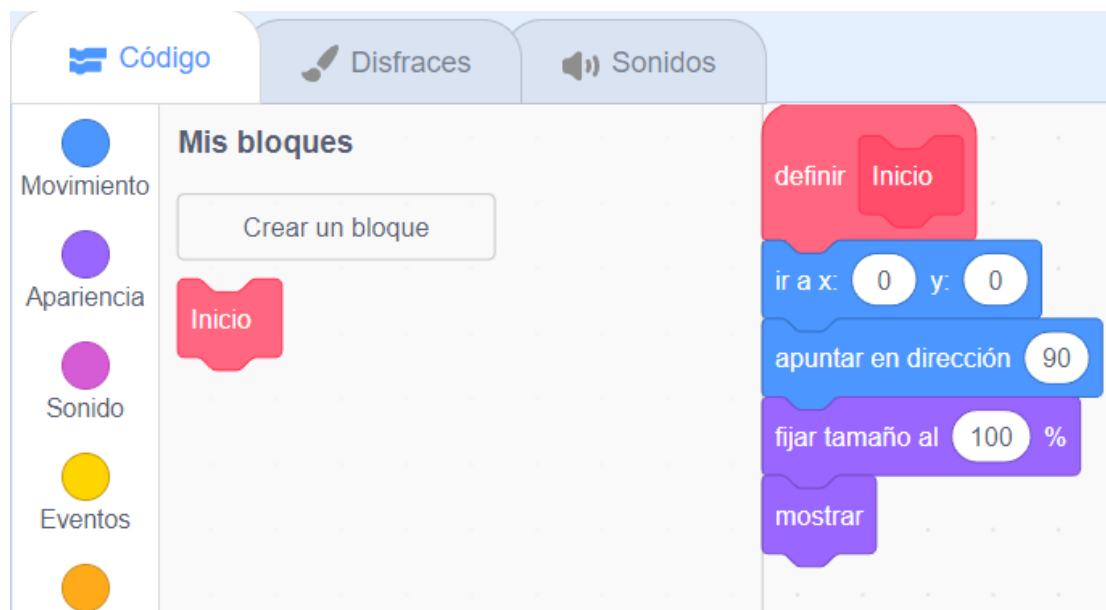 Código
Disfraces
Sonidos
Movimiento
Apariencia
Sonido
Eventos
Mis bloques
Crear un bloque
Inicio
definir Inicio
ir a x: 0 y: 0
apuntar en dirección 90
fijar tamaño al 100 %
mostrar